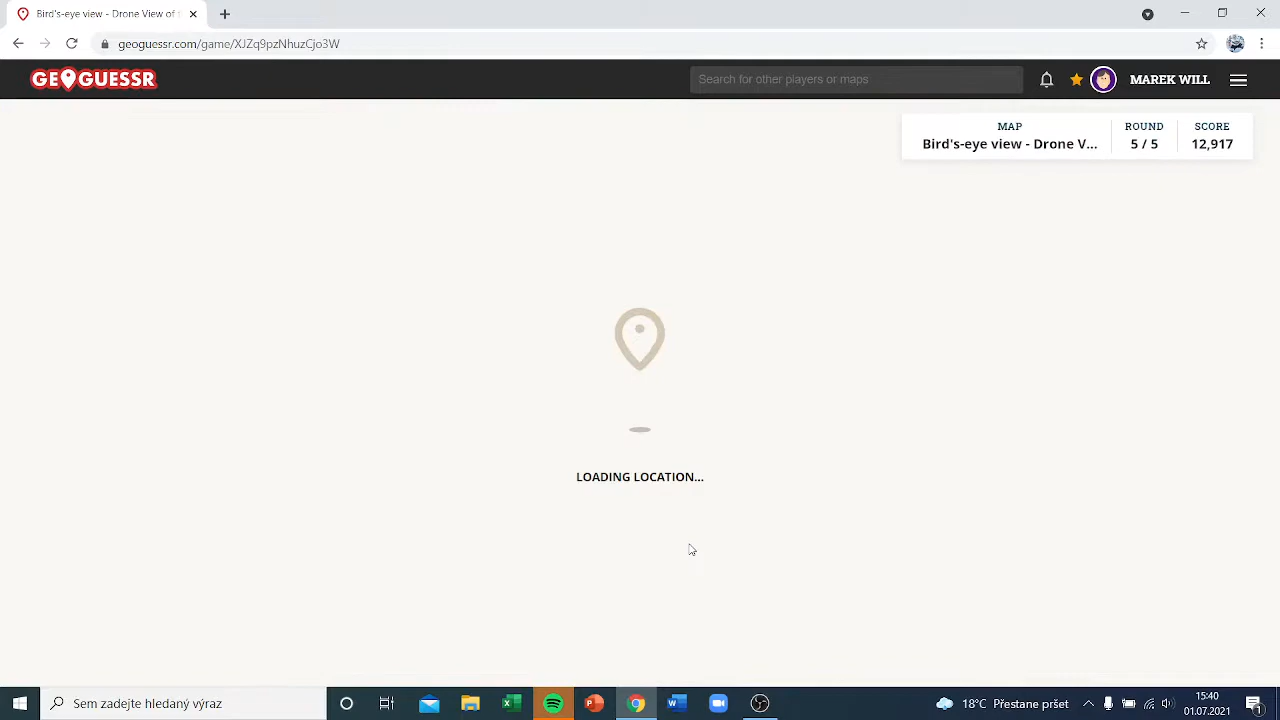 Bird's-eye view - Drone View of t
geoguessr.com/game/XJZq9pzNhuzCjo3W
GEOGUESSR
Search for other players or maps
MAREK WILL
MAP
ROUND
SCORE
Bird's-eye view - Drone V...
5 / 5
12,917
LOADING LOCATION...
Sem zadejte hledaný výraz
18°C Přestane pršet
15:40
01.07.2021